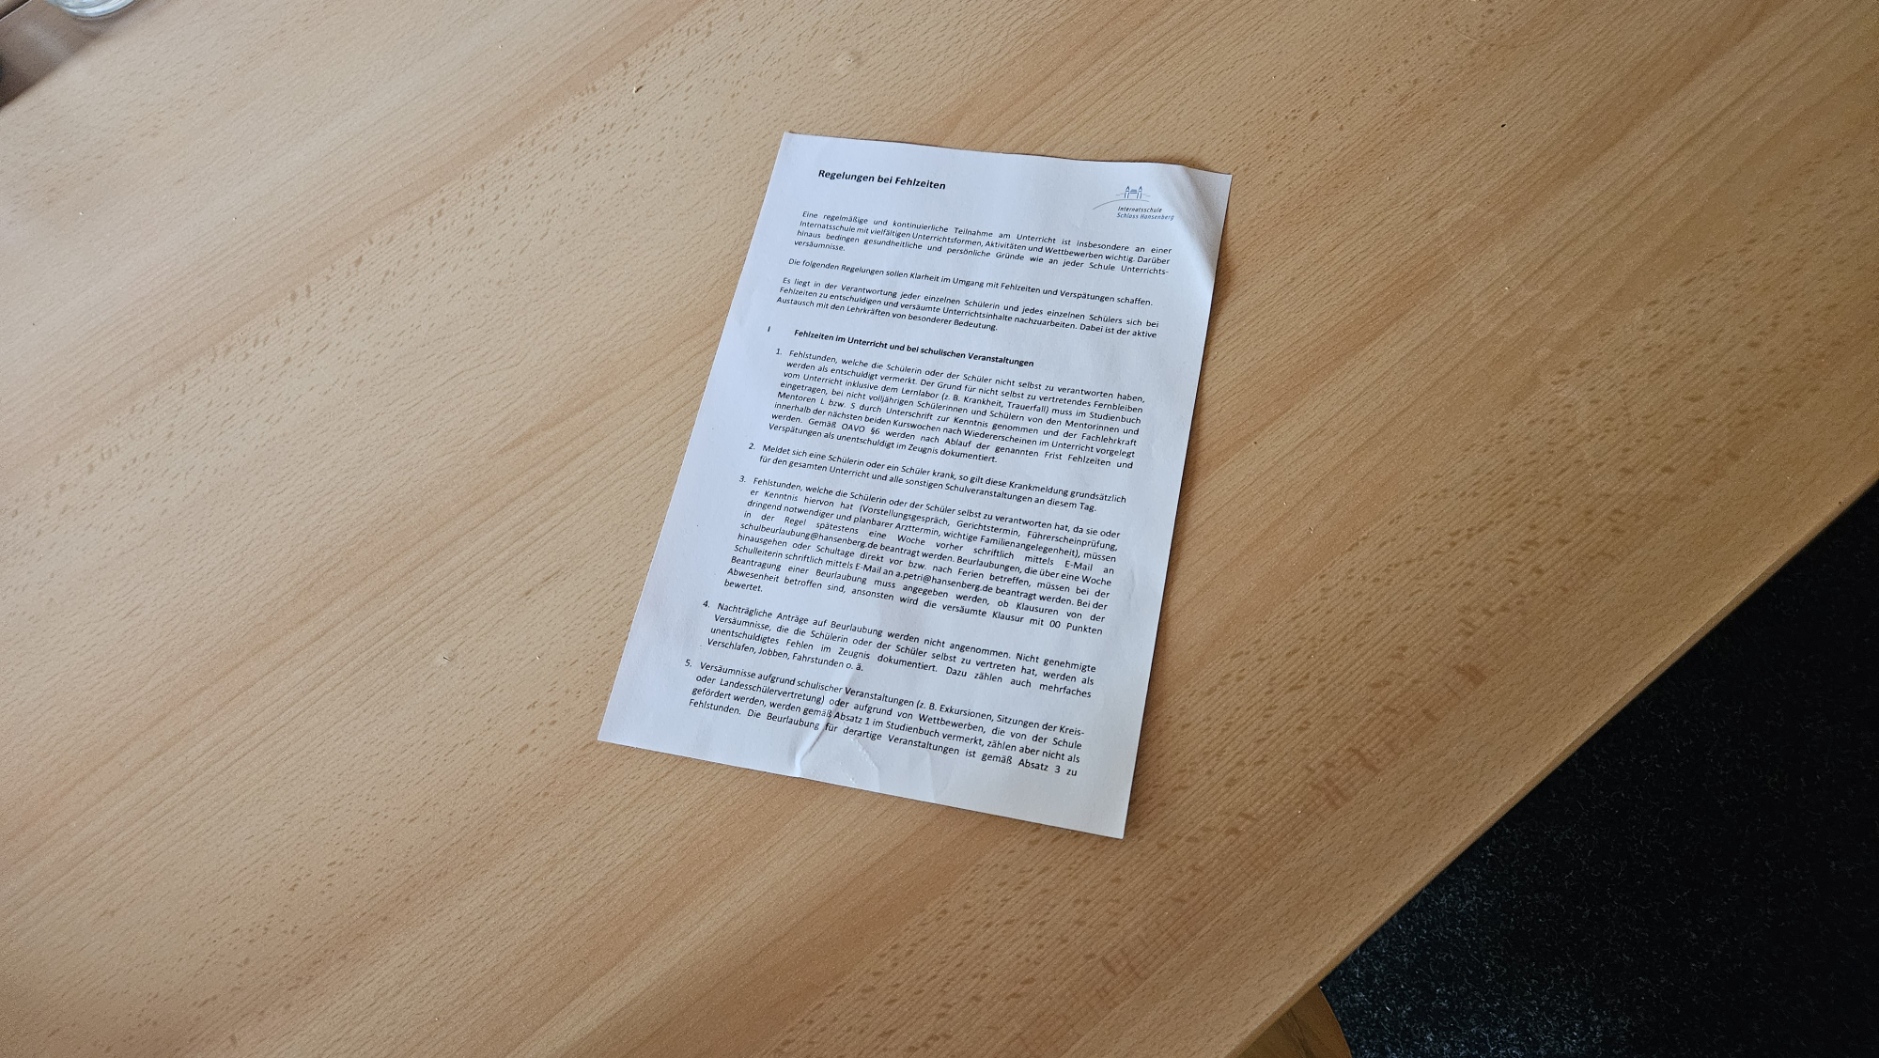 Regelungen bei Fehlzeiten
Internatsschule
Schloss Hansenberg
Eine regelmäßige und kontinuierliche Teilnahme am Unterricht ist insbesondere an einer
Internatsschule mit vielfältigen Unterrichtsformen, Aktivitäten und Wettbewerben wichtig. Darüber
hinaus bedingen gesundheitliche und persönliche Gründe wie an jeder Schule Unterrichts-
versäumnisse.
Die folgenden Regelungen sollen Klarheit im Umgang mit Fehlzeiten und Verspätungen schaffen.
Es liegt in der Verantwortung jeder einzelnen Schülerin und jedes einzelnen Schülers sich bei
Fehlzeiten zu entschuldigen und versäumte Unterrichtsinhalte nachzuarbeiten. Dabei ist der aktive
Austausch mit den Lehrkräften von besonderer Bedeutung.
I Fehlzeiten im Unterricht und bei schulischen Veranstaltungen
1. Fehlstunden, welche die Schülerin oder der Schüler nicht selbst zu verantworten haben,
werden als entschuldigt vermerkt. Der Grund für nicht selbst zu vertretendes Fernbleiben
vom Unterricht inklusive dem Lernlabor (z. B. Krankheit, Trauerfall) muss im Studienbuch
eingetragen, bei nicht volljährigen Schülerinnen und Schülern von den Mentorinnen und
Mentoren L bzw. S durch Unterschrift zur Kenntnis genommen und der Fachlehrkraft
innerhalb der nächsten beiden Kurswochen nach Wiedererscheinen im Unterricht vorgelegt
werden. Gemäß OAVO §6 werden nach Ablauf der genannten Frist Fehlzeiten und
Verspätungen als unentschuldigt im Zeugnis dokumentiert.
2. Meldet sich eine Schülerin oder ein Schüler krank, so gilt diese Krankmeldung grundsätzlich
für den gesamten Unterricht und alle sonstigen Schulveranstaltungen an diesem Tag.
3. Fehlstunden, welche die Schülerin oder der Schüler selbst zu verantworten hat, da sie oder
er Kenntnis hiervon hat (Vorstellungsgespräch, Gerichtstermin, Führerscheinprüfung,
dringend notwendiger und planbarer Arzttermin, wichtige Familienangelegenheit), müssen
in der Regel spätestens eine Woche vorher schriftlich mittels E-Mail an
schulbeurlaubung@hansenberg.de beantragt werden. Beurlaubungen, die über eine Woche
hinausgehen oder Schultage direkt vor bzw. nach Ferien betreffen, müssen bei der
Schulleiterin schriftlich mittels E-Mail an a.petri@hansenberg.de beantragt werden. Bei der
Beantragung einer Beurlaubung muss angegeben werden, ob Klausuren von der
Abwesenheit betroffen sind, ansonsten wird die versäumte Klausur mit 00 Punkten
bewertet.
4. Nachträgliche Anträge auf Beurlaubung werden nicht angenommen. Nicht genehmigte
Versäumnisse, die die Schülerin oder der Schüler selbst zu vertreten hat, werden als
unentschuldigtes Fehlen im Zeugnis dokumentiert. Dazu zählen auch mehrfaches
Verschlafen, Jobben, Fahrstunden o. ä.
5. Versäumnisse aufgrund schulischer Veranstaltungen (z. B. Exkursionen, Sitzungen der Kreis-
oder Landesschülervertretung) oder aufgrund von Wettbewerben, die von der Schule
gefördert werden, werden gemäß Absatz 1 im Studienbuch vermerkt, zählen aber nicht als
Fehlstunden. Die Beurlaubung für derartige Veranstaltungen ist gemäß Absatz 3 zu